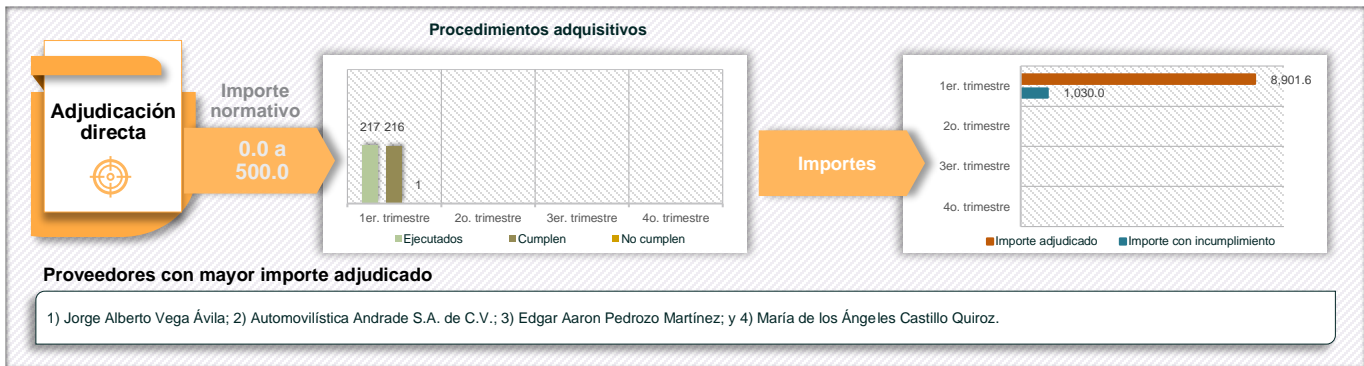 Procedimientos adquisitivos
Adjudicación
directa
Importe
normativo
0.0 a
500.0
217 216
1
1er. trimestre 2o. trimestre 3er. trimestre 4o. trimestre
Ejecutados Cumplen No cumplen
Importes
1er. trimestre
8,901.6
1,030.0
2o. trimestre
3er. trimestre
4o. trimestre
Importe adjudicado Importe con incumplimiento
Proveedores con mayor importe adjudicado
1) Jorge Alberto Vega Ávila; 2) Automovilística Andrade S.A. de C.V.; 3) Edgar Aaron Pedrozo Martínez; y 4) María de los Ángeles Castillo Quiroz.